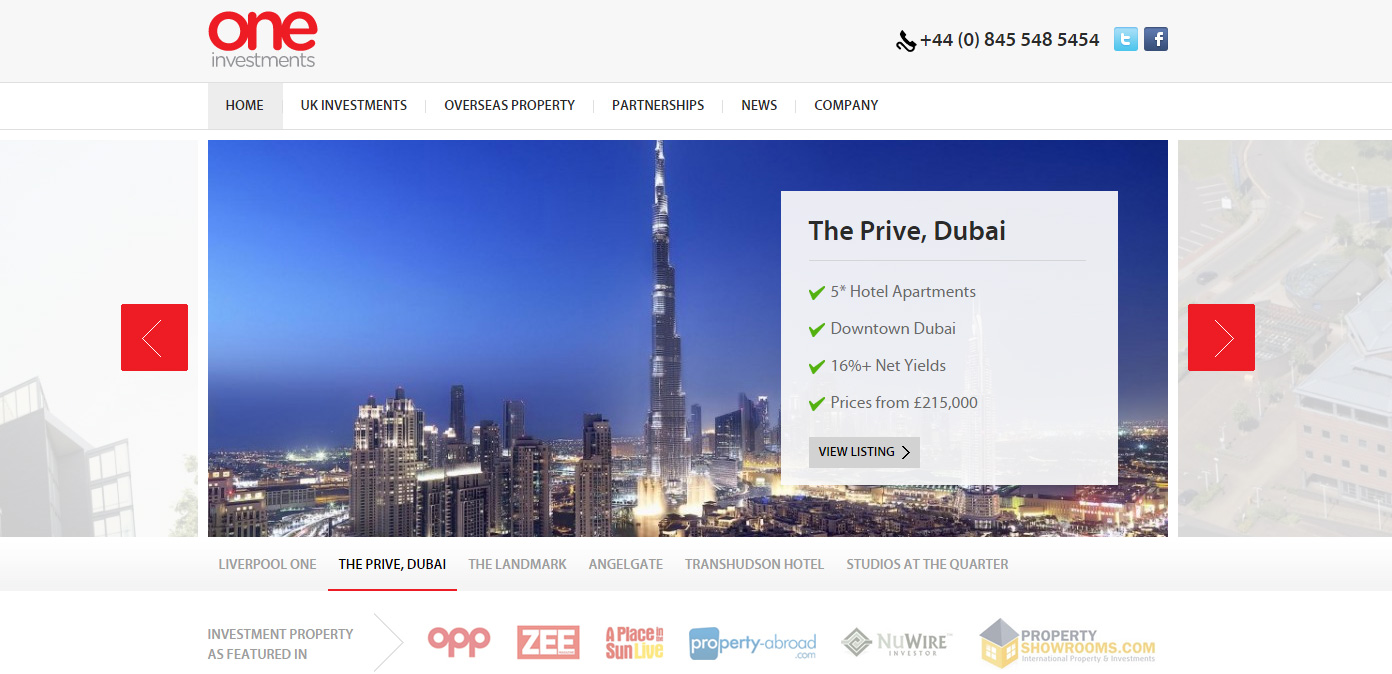 one
investments
+44 (0) 845 548 5454
HOME
UK INVESTMENTS
OVERSEAS PROPERTY
PARTNERSHIPS
NEWS
COMPANY
The Prive, Dubai
5* Hotel Apartments
Downtown Dubai
16%+ Net Yields
Prices from £215,000
VIEW LISTING
LIVERPOOL ONE
THE PRIVE, DUBAI
THE LANDMARK
ANGELGATE
TRANSHUDSON HOTEL
STUDIOS AT THE QUARTER
INVESTMENT PROPERTY
AS FEATURED IN
opp
ZEE
A Place in the
Sun Live
property-abroad
.com
NUWIRE™
INVESTOR
PROPERTY
SHOWROOMS.COM
International Property & Investments